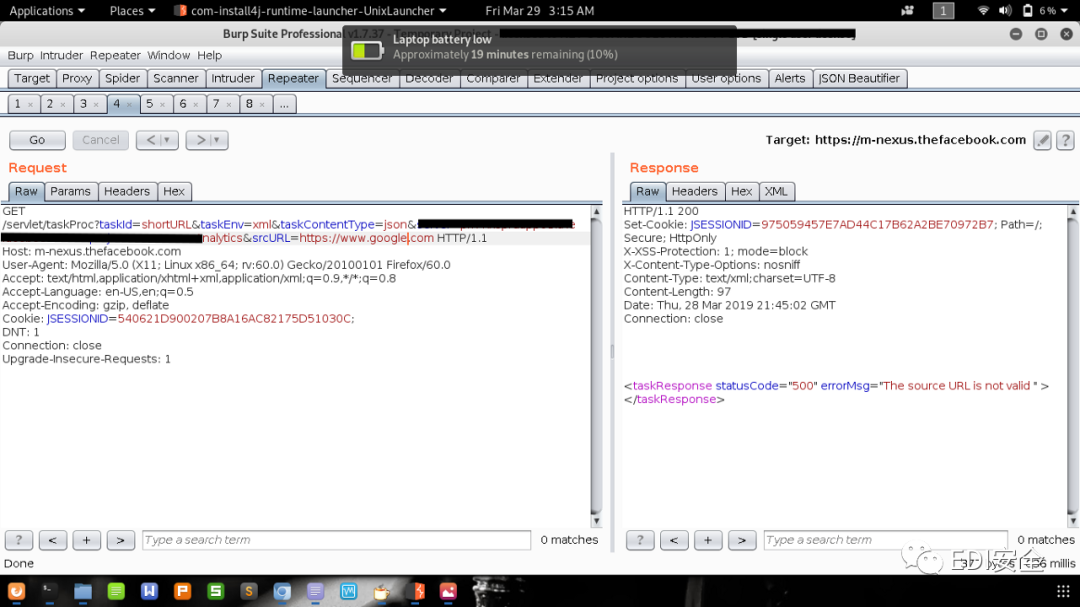 Applications ▾ Places ▾ com-install4j-runtime-launcher-UnixLauncher ▾ Fri Mar 29 3:15 AM 1 6% ▾
Burp Suite Professional v1.7.37 - Temporary Project -
Laptop battery low
Approximately 19 minutes remaining (10%)
Burp Intruder Repeater Window Help
Target Proxy Spider Scanner Intruder Repeater Sequencer Decoder Comparer Extender Project options User options Alerts JSON Beautifier
1 × 2 × 3 × 4 × 5 × 6 × 7 × 8 × ...
Go Cancel < ▾ > ▾ Target: https://m-nexus.thefacebook.com ?
Request
Raw Params Headers Hex
GET
/servlet/taskProc?taskId=shortURL&taskEnv=xml&taskContentType=json&
nalytics&srcURL=https://www.google.com HTTP/1.1
Host: m-nexus.thefacebook.com
User-Agent: Mozilla/5.0 (X11; Linux x86_64; rv:60.0) Gecko/20100101 Firefox/60.0
Accept: text/html,application/xhtml+xml,application/xml;q=0.9,*/*;q=0.8
Accept-Language: en-US,en;q=0.5
Accept-Encoding: gzip, deflate
Cookie: JSESSIONID=540621D900207B8A16AC82175D51030C;
DNT: 1
Connection: close
Upgrade-Insecure-Requests: 1
? < + > Type a search term 0 matches
Response
Raw Headers Hex XML
HTTP/1.1 200
Set-Cookie: JSESSIONID=975059457E7AD44C17B62A2BE70972B7; Path=/;
Secure; HttpOnly
X-XSS-Protection: 1; mode=block
X-Content-Type-Options: nosniff
Content-Type: text/xml;charset=UTF-8
Content-Length: 97
Date: Thu, 28 Mar 2019 21:45:02 GMT
Connection: close
<taskResponse statusCode="500" errorMsg="The source URL is not valid " >
</taskResponse>
? < + > Type a search term 0 matches
Done
EDI安全
millis